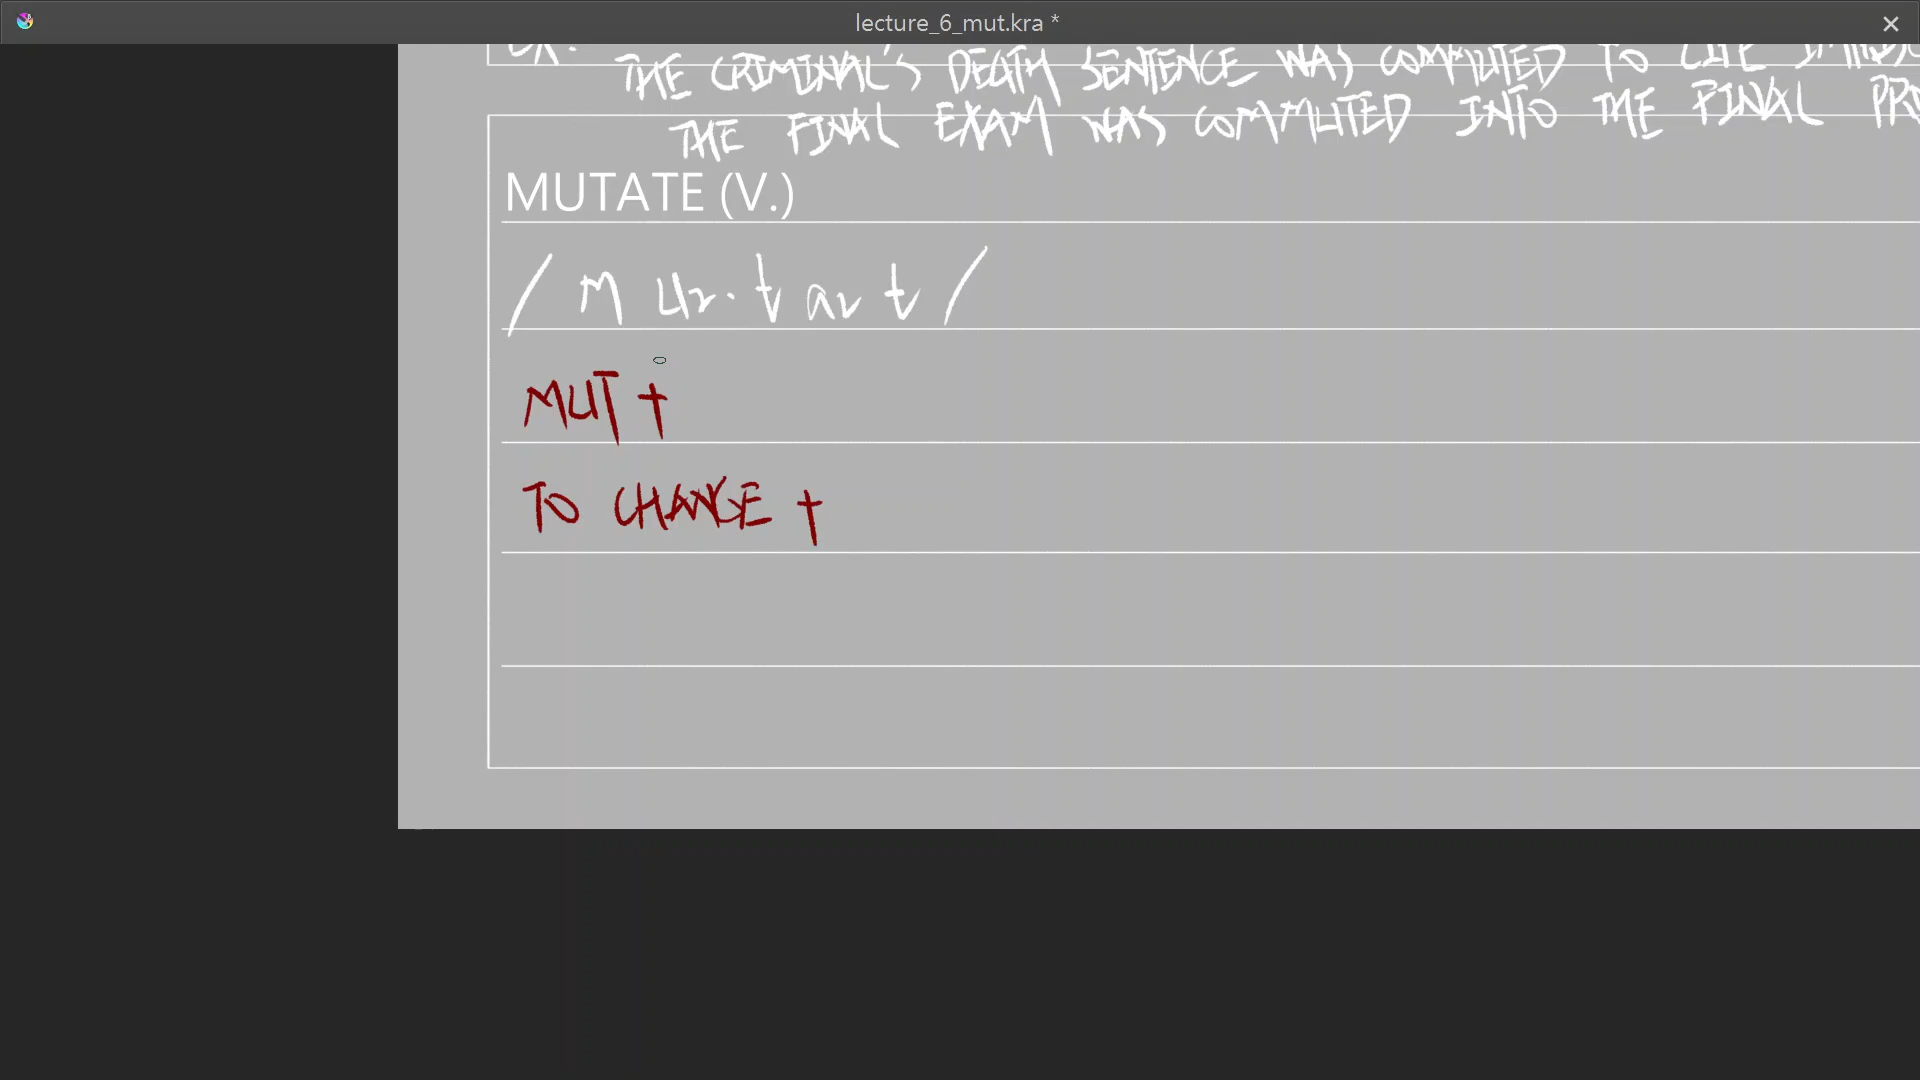 lecture_6_mut.kra *
EX:
THE CRIMINAL'S DEATH SENTENCE WAS COMMUTED TO LIFE
THE FINAL EXAM WAS COMMUTED INTO THE FINAL
MUTATE (V.)
MUT +
TO CHANGE +